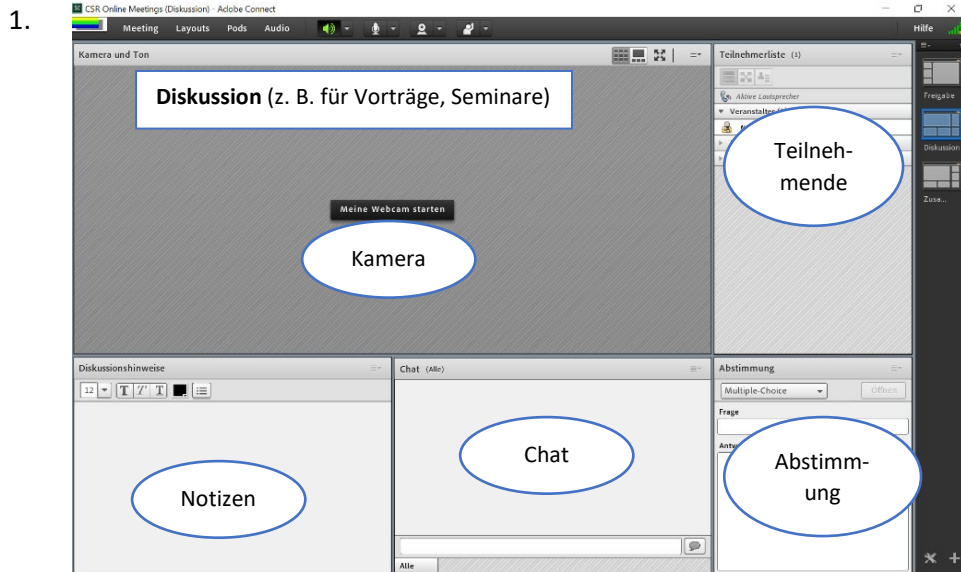 1.
CSR Online Meetings (Diskussion) - Adobe Connect
Meeting Layouts Pods Audio Hilfe
Kamera und Ton
Diskussion (z. B. für Vorträge, Seminare)
Meine Webcam starten
Kamera
Teilnehmerliste (1)
Aktive Lautsprecher
Veranstalter
Teilneh-
mende
Freigabe
Diskussion
Zusa...
Diskussionshinweise
12
Notizen
Chat (Alle)
Chat
Alle
Abstimmung
Multiple-Choice Öffnen
Frage
Abstimm-
ung